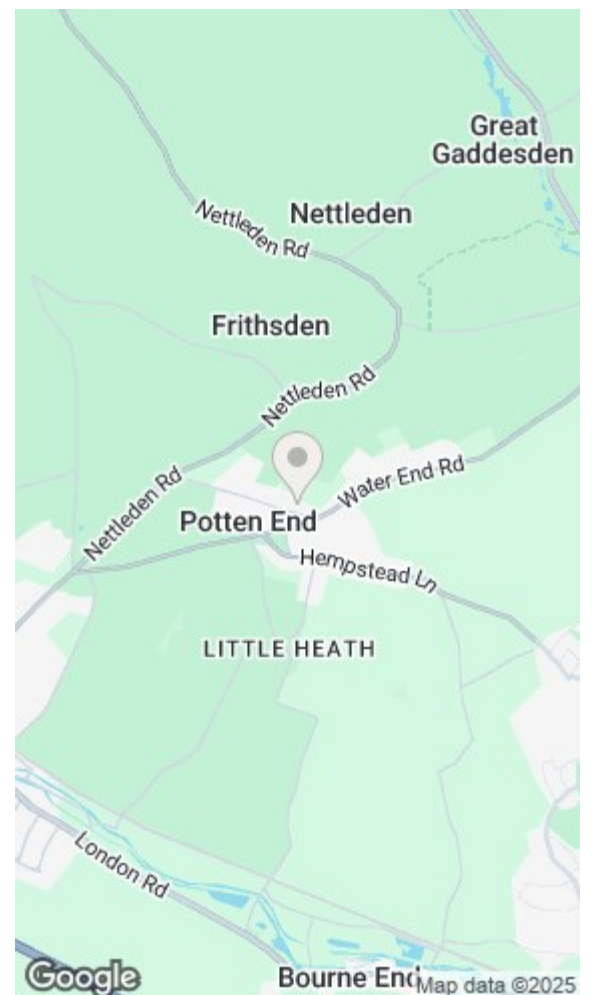 Great
Gaddesden
Nettleden
Nettleden Rd
Frithsden
Nettleden Rd
Nettleden Rd
Water End Rd
Potten End
Hempstead Ln
LITTLE HEATH
London Rd
Bourne End
Google
Map data ©2025